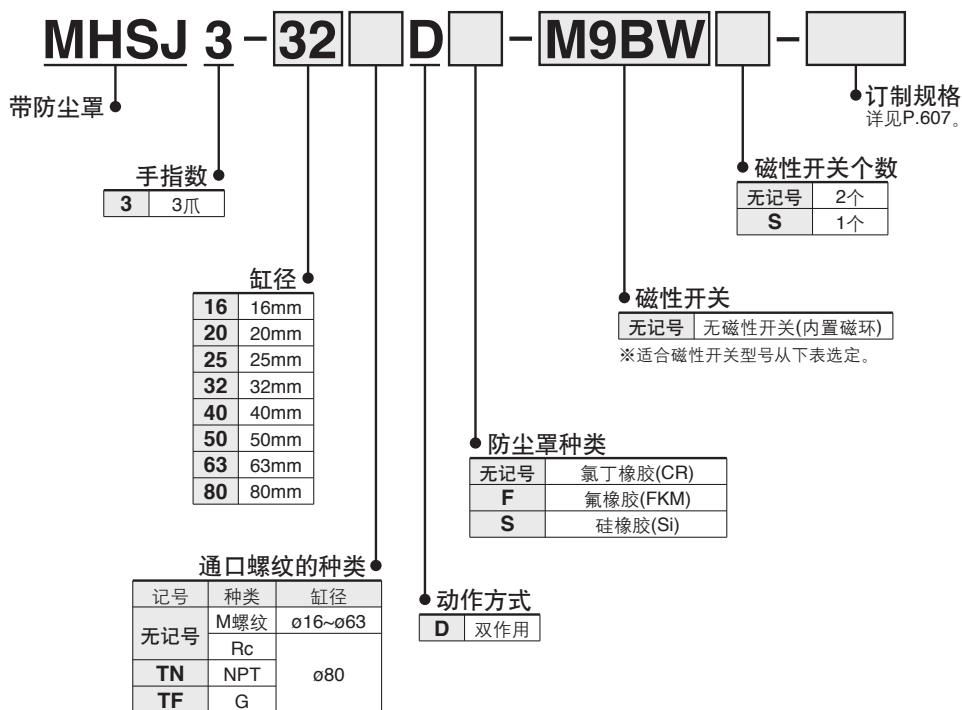 MHSJ 3 - 32 D - M9BW -
带防尘罩
订制规格
详见P.607。
手指数
3 3爪
磁性开关个数
无记号 2个
S 1个
缸径
16 16mm
20 20mm
25 25mm
32 32mm
40 40mm
50 50mm
63 63mm
80 80mm
磁性开关
无记号 无磁性开关(内置磁环)
※适合磁性开关型号从下表选定。
防尘罩种类
无记号 氯丁橡胶(CR)
F 氟橡胶(FKM)
S 硅橡胶(Si)
通口螺纹的种类
记号 种类 缸径
无记号 M螺纹 ø16~ø63
Rc
TN NPT ø80
TF G
动作方式
D 双作用